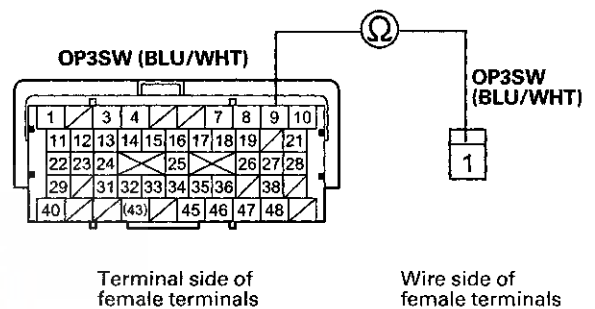 Ω
OP3SW (BLU/WHT)
OP3SW
(BLU/WHT)
1 3 4 7 8 9 10
11 12 13 14 15 16 17 18 19 21
22 23 24 25 26 27 28
29 31 32 33 34 35 36 38
40 (43) 45 46 47 48
1
Terminal side of
female terminals
Wire side of
female terminals